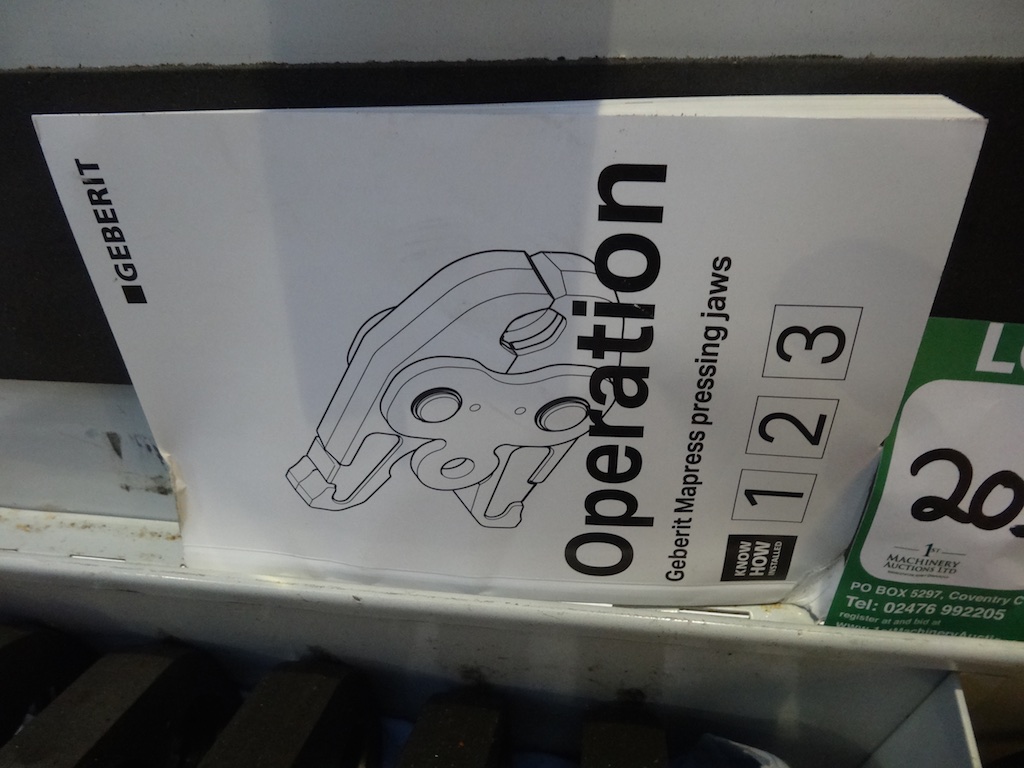 GEBERIT
Operation
Geberit Mapress pressing jaws
1 2 3
KNOW
HOW
INSTALLED
1ST
MACHINERY
AUCTIONS LTD
PO BOX 5297, Coventry
Tel: 02476 992205
register at and bid at